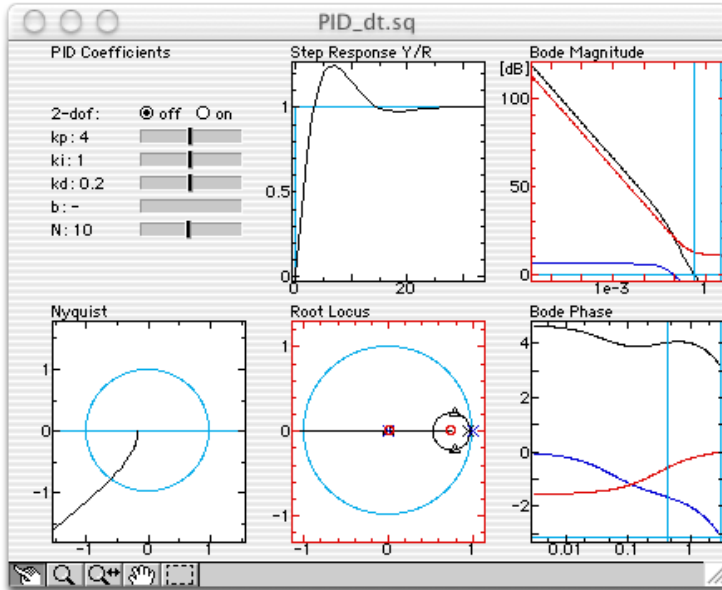 PID_dt.sq
PID Coefficients
2-dof: off on
kp: 4
ki: 1
kd: 0.2
b: -
N: 10
Step Response Y/R
1
0.5
0
0 20
Bode Magnitude
[dB]
100
50
0
1e-3 1
Nyquist
1
0
-1
-1 0 1
Root Locus
1
0
-1
-1 0 1
Bode Phase
4
2
0
-2
0.01 0.1 1